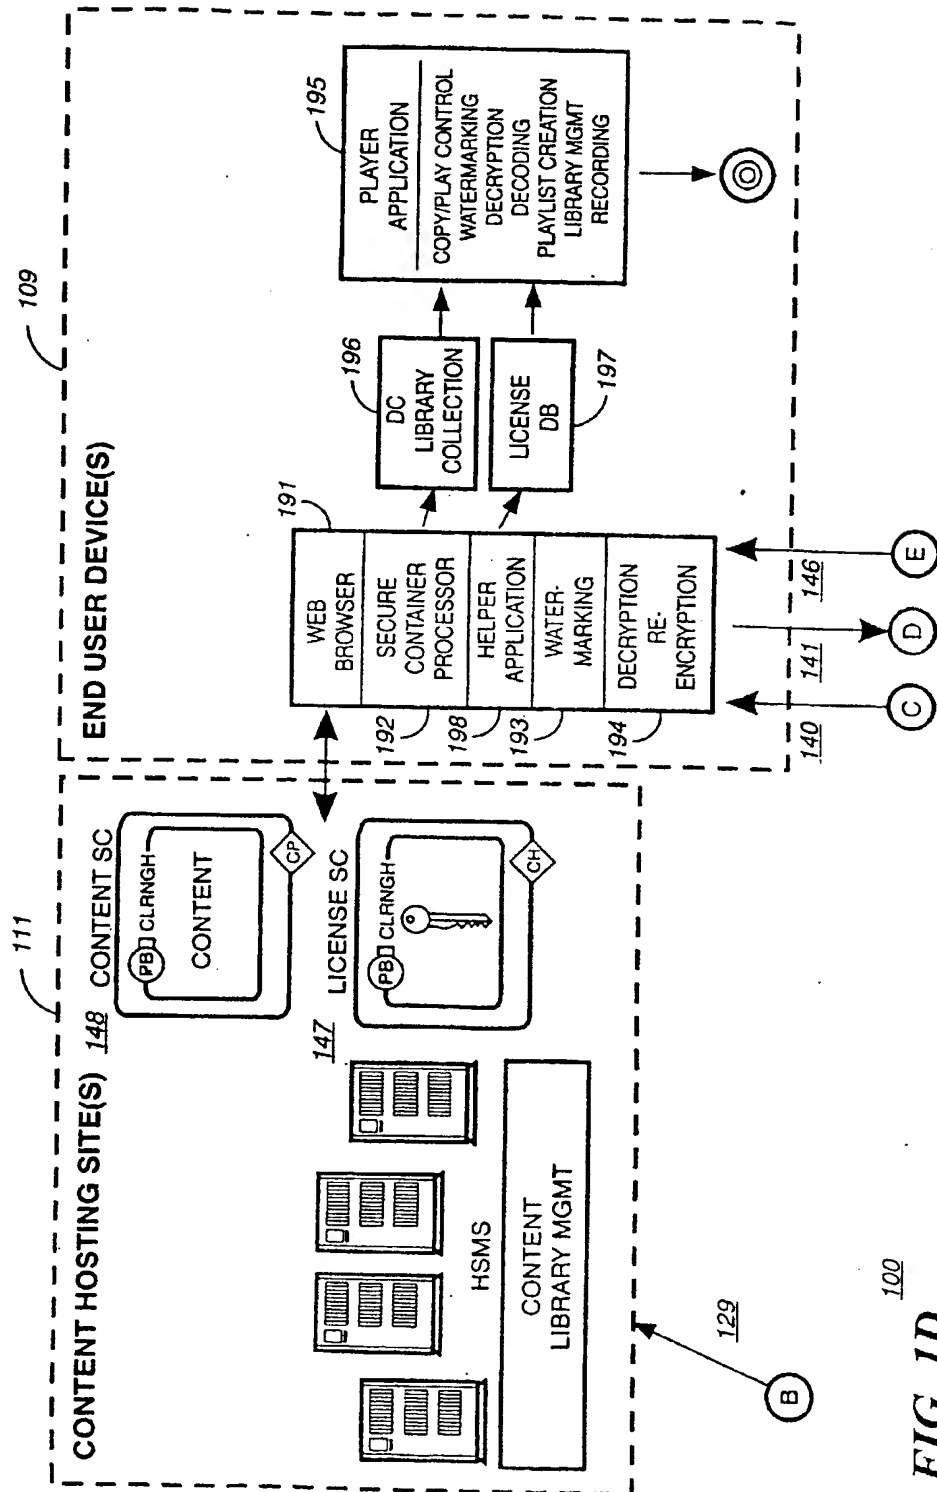 111
CONTENT HOSTING SITE(S)
148
CONTENT SC
PB
CLRNGH
CONTENT
CP
147
LICENSE SC
PB
CLRNGH
CH
HSMS
CONTENT
LIBRARY MGMT
129
B
109
END USER DEVICE(S)
191
WEB
BROWSER
192
SECURE
CONTAINER
PROCESSOR
198
HELPER
APPLICATION
193
WATER-
MARKING
194
DECRYPTION
RE-
ENCRYPTION
196
DC
LIBRARY
COLLECTION
LICENSE
DB
197
195
PLAYER
APPLICATION
COPY/PLAY CONTROL
WATERMARKING
DECRYPTION
DECODING
PLAYLIST CREATION
LIBRARY MGMT
RECORDING
140
141
146
C
D
E
100
FIG. 1D